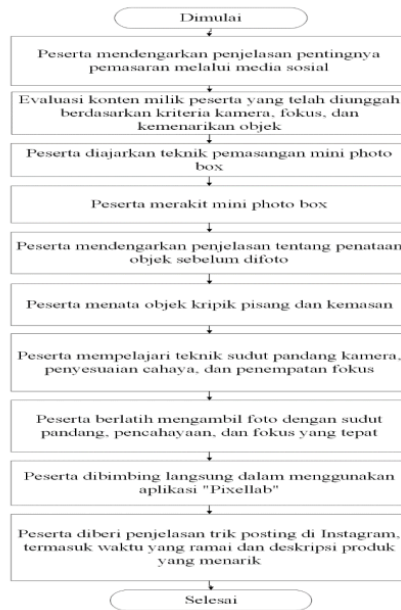 Dimulai
Peserta mendengarkan penjelasan pentingnya
pemasaran melalui media sosial
Evaluasi konten milik peserta yang telah diunggah
berdasarkan kriteria kamera, fokus, dan
kemenarikan objek
Peserta diajarkan teknik pemasangan mini photo
box
Peserta merakit mini photo box
Peserta mendengarkan penjelasan tentang penataan
objek sebelum difoto
Peserta menata objek kripik pisang dan kemasan
Peserta mempelajari teknik sudut pandang kamera,
penyesuaian cahaya, dan penempatan fokus
Peserta berlatih mengambil foto dengan sudut
pandang, pencahayaan, dan fokus yang tepat
Peserta dibimbing langsung dalam menggunakan
aplikasi "Pixellab"
Peserta diberi penjelasan trik posting di Instagram,
termasuk waktu yang ramai dan deskripsi produk
yang menarik
Selesai